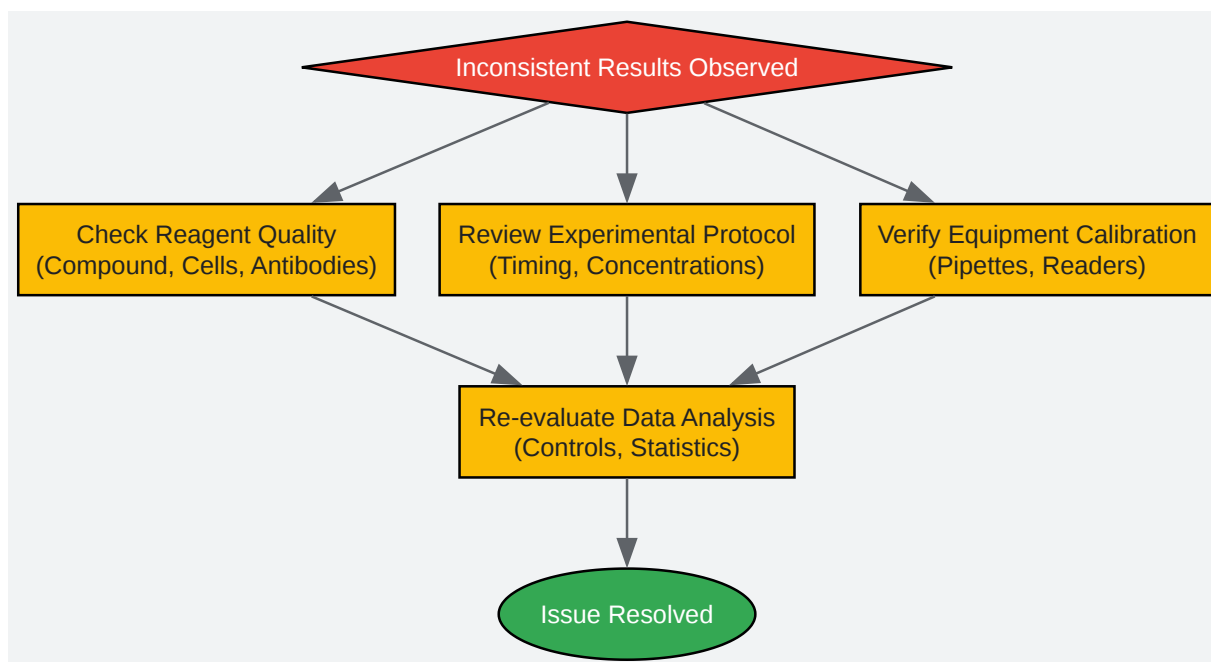 Inconsistent Results Observed
Check Reagent Quality
(Compound, Cells, Antibodies)
Review Experimental Protocol
(Timing, Concentrations)
Verify Equipment Calibration
(Pipettes, Readers)
Re-evaluate Data Analysis
(Controls, Statistics)
Issue Resolved